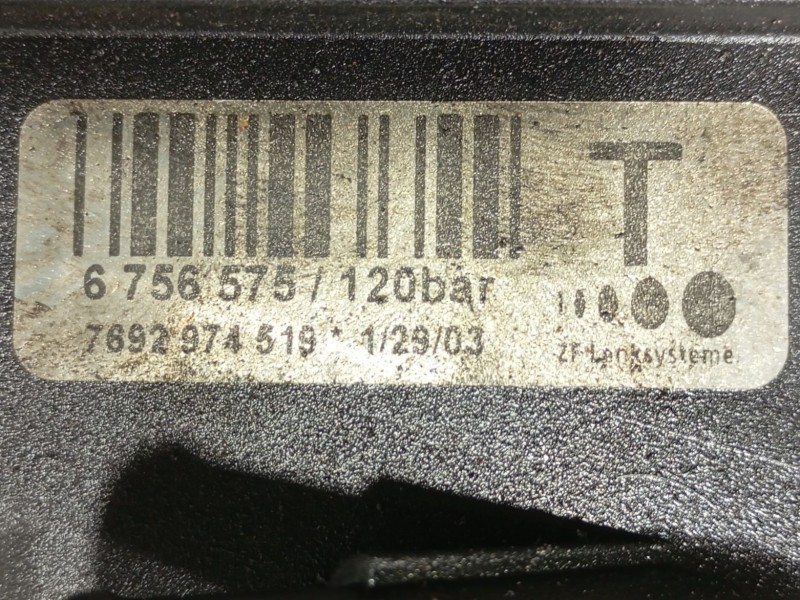 T
6 756 575 / 120bar
7692 974 519 * 1/29/03
ZF Lenksysteme